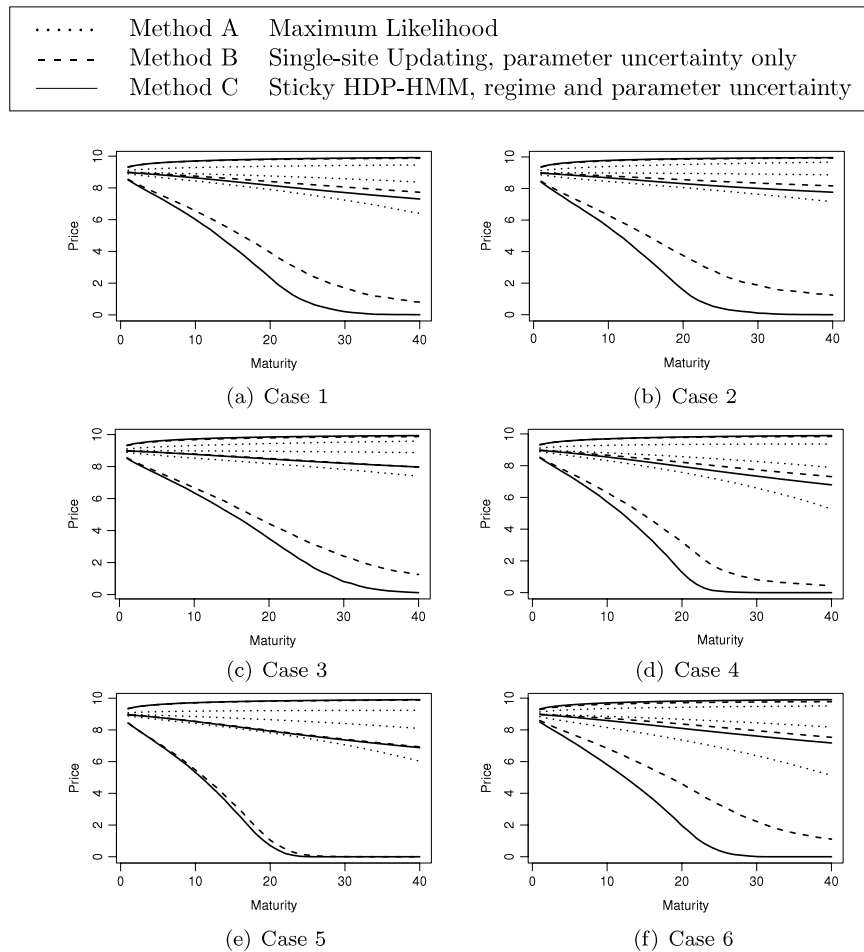 Method A Maximum Likelihood
Method B Single-site Updating, parameter uncertainty only
Method C Sticky HDP-HMM, regime and parameter uncertainty
10
8
6
4
2
0
Price
0 10 20 30 40
Maturity
(a) Case 1
10
8
6
4
2
0
Price
0 10 20 30 40
Maturity
(b) Case 2
10
8
6
4
2
0
Price
0 10 20 30 40
Maturity
(c) Case 3
10
8
6
4
2
0
Price
0 10 20 30 40
Maturity
(d) Case 4
10
8
6
4
2
0
Price
0 10 20 30 40
Maturity
(e) Case 5
10
8
6
4
2
0
Price
0 10 20 30 40
Maturity
(f) Case 6